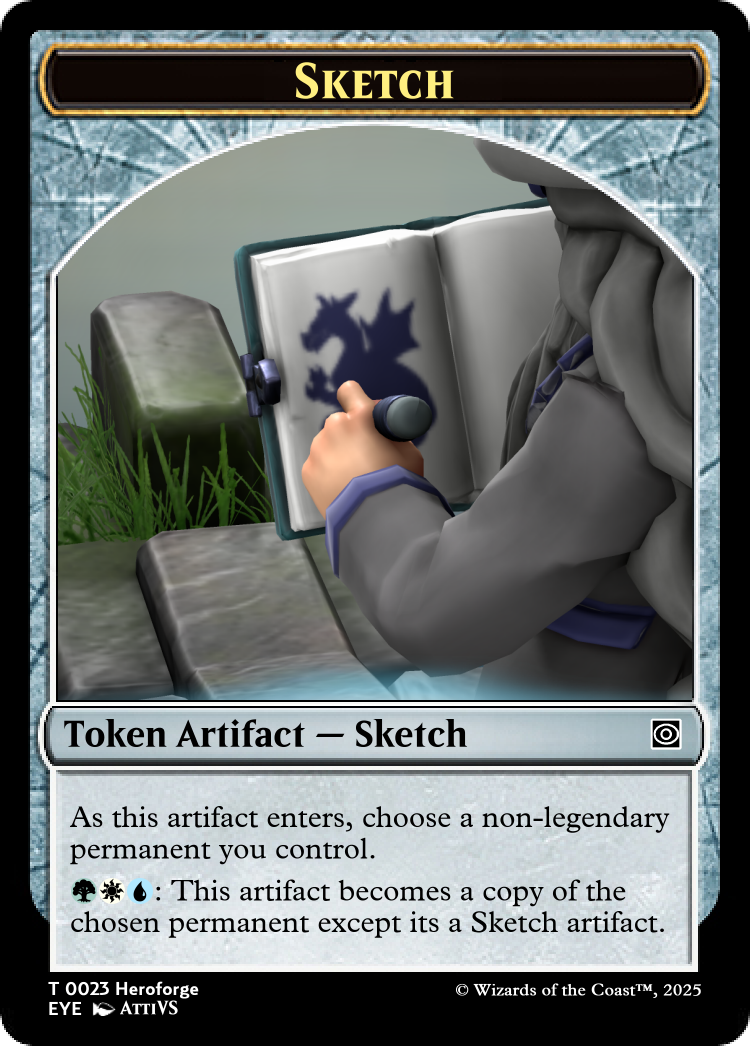 Sketch
Token Artifact — Sketch
As this artifact enters, choose a non-legendary
permanent you control.
: This artifact becomes a copy of the
chosen permanent except its a Sketch artifact.
T 0023 Heroforge
© Wizards of the Coast™, 2025
EYE AttiVS